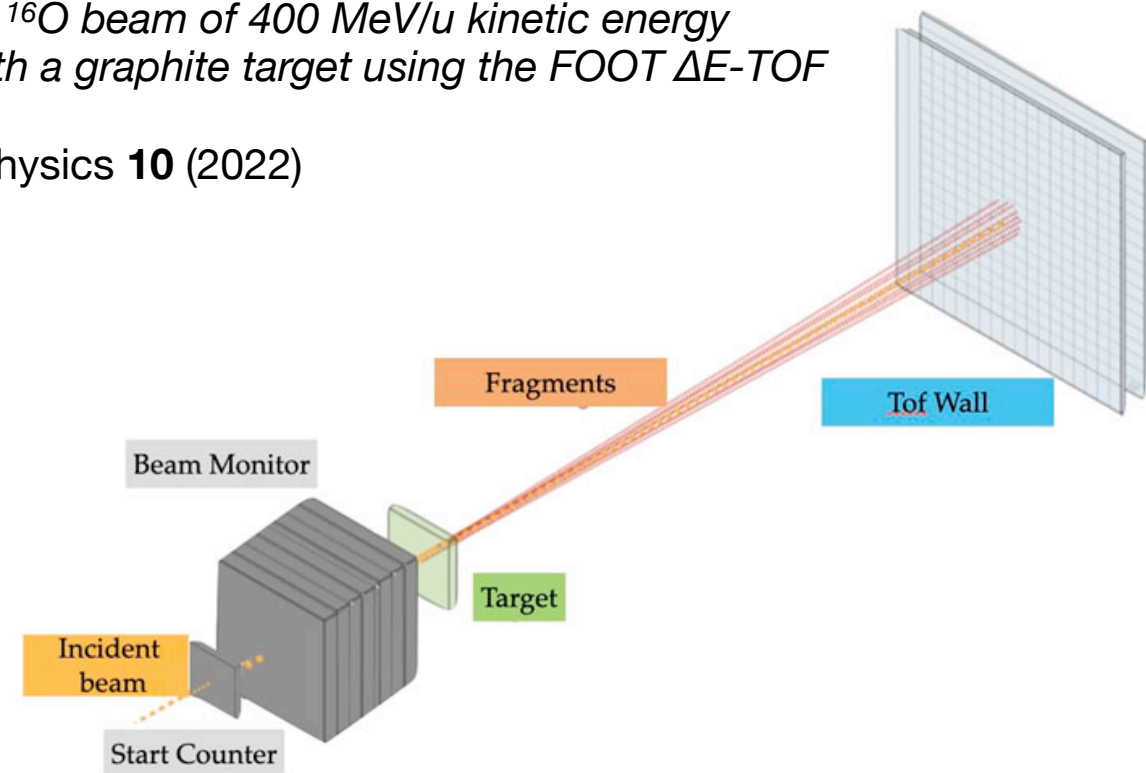 ¹⁶O beam of 400 MeV/u kinetic energy
th a graphite target using the FOOT ΔE-TOF
hysics 10 (2022)
Fragments
Tof Wall
Beam Monitor
Target
Incident
beam
Start Counter